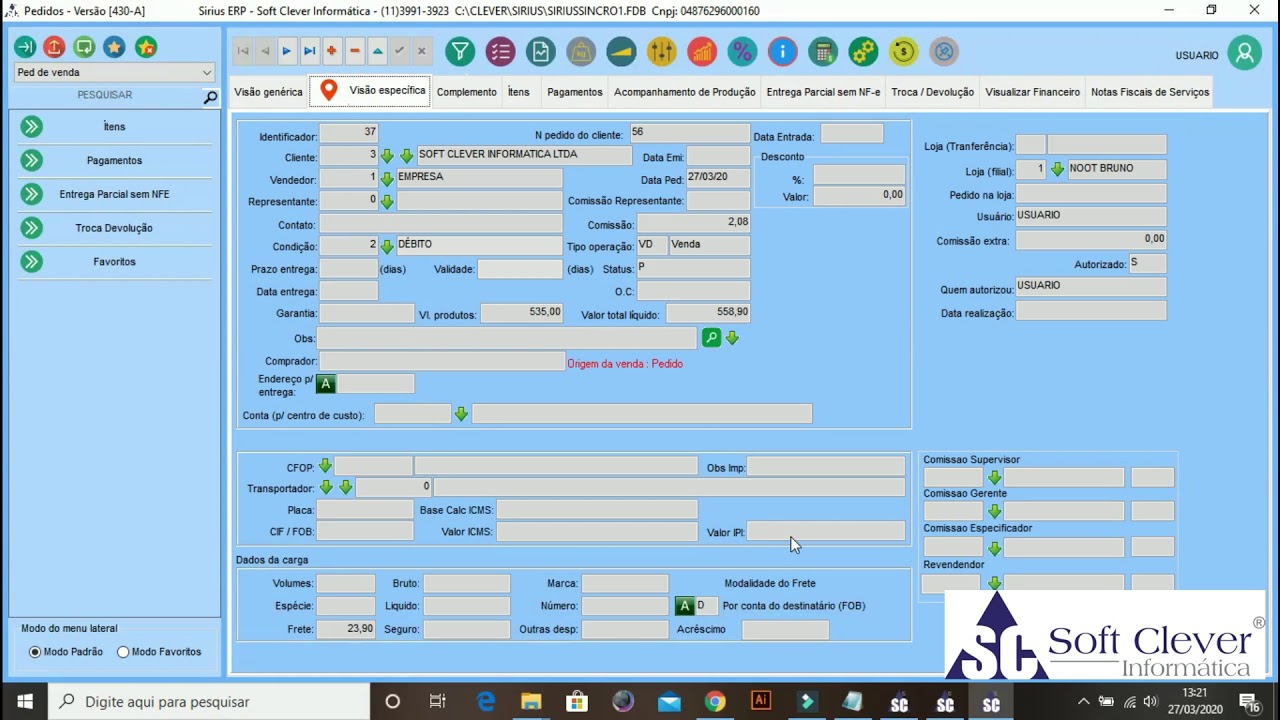 Pedidos - Versão [430-A]
Sirius ERP - Soft Clever Informática - (11)3991-3923 C:\CLEVER\SIRIUS\SIRIUSSINCRO1.FDB Cnpj: 04876296000160
Ped de venda
USUARIO
PESQUISAR
Visão genérica Visão específica Complemento Ítens Pagamentos Acompanhamento de Produção Entrega Parcial sem NF-e Troca / Devolução Visualizar Financeiro Notas Fiscais de Serviços
Ítens
Pagamentos
Entrega Parcial sem NFE
Troca Devolução
Favoritos
Modo do menu lateral
Modo Padrão Modo Favoritos
Identificador: 37 N pedido do cliente: 56 Data Entrada:
Cliente: 3 SOFT CLEVER INFORMATICA LTDA Data Emi: Desconto
Vendedor: 1 EMPRESA Data Ped: 27/03/20 %:
Representante: 0 Comissão Representante: Valor: 0,00
Contato: Comissão: 2,08
Condição: 2 DÉBITO Tipo operação: VD Venda
Prazo entrega: (dias) Validade: (dias) Status: P
Data entrega: O.C:
Garantia: Vl. produtos: 535,00 Valor total líquido: 558,90
Obs:
Comprador: Origem da venda : Pedido
Endereço p/
entrega: A
Conta (p/ centro de custo):
Loja (Tranferência):
Loja (filial): 1 NOOT BRUNO
Pedido na loja:
Usuário: USUARIO
Comissão extra: 0,00
Autorizado: S
Quem autorizou: USUARIO
Data realização:
CFOP: Obs Imp:
Transportador: 0
Placa: Base Calc ICMS:
CIF / FOB: Valor ICMS: Valor IPI:
Comissao Supervisor
Comissao Gerente
Comissao Especificador
Revendedor
Dados da carga
Volumes: Bruto: Marca: Modalidade do Frete
Espécie: Liquido: Número: A D Por conta do destinatário (FOB)
Frete: 23,90 Seguro: Outras desp: Acréscimo
SC Soft Clever ®
Informática
Digite aqui para pesquisar
Ai
SC SC SC
13:21
27/03/2020
16